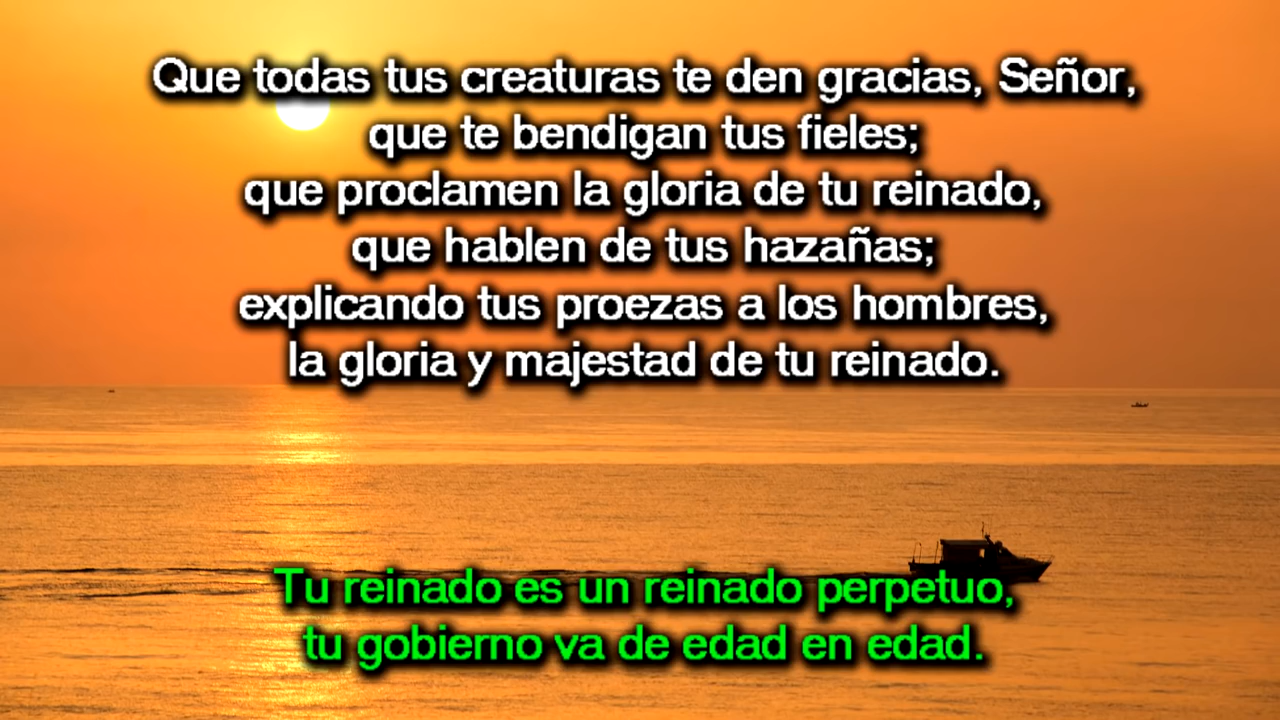 Que todas tus creaturas te den gracias, Señor,
que te bendigan tus fieles;
que proclamen la gloria de tu reinado,
que hablen de tus hazañas;
explicando tus proezas a los hombres,
la gloria y majestad de tu reinado.
Tu reinado es un reinado perpetuo,
tu gobierno va de edad en edad.